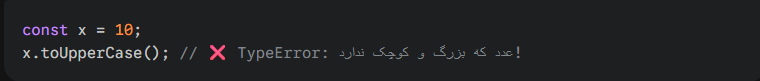 const x = 10;
x.toUpperCase(); // ❌ TypeError: عدد که بزرگ و کوچک ندارد!